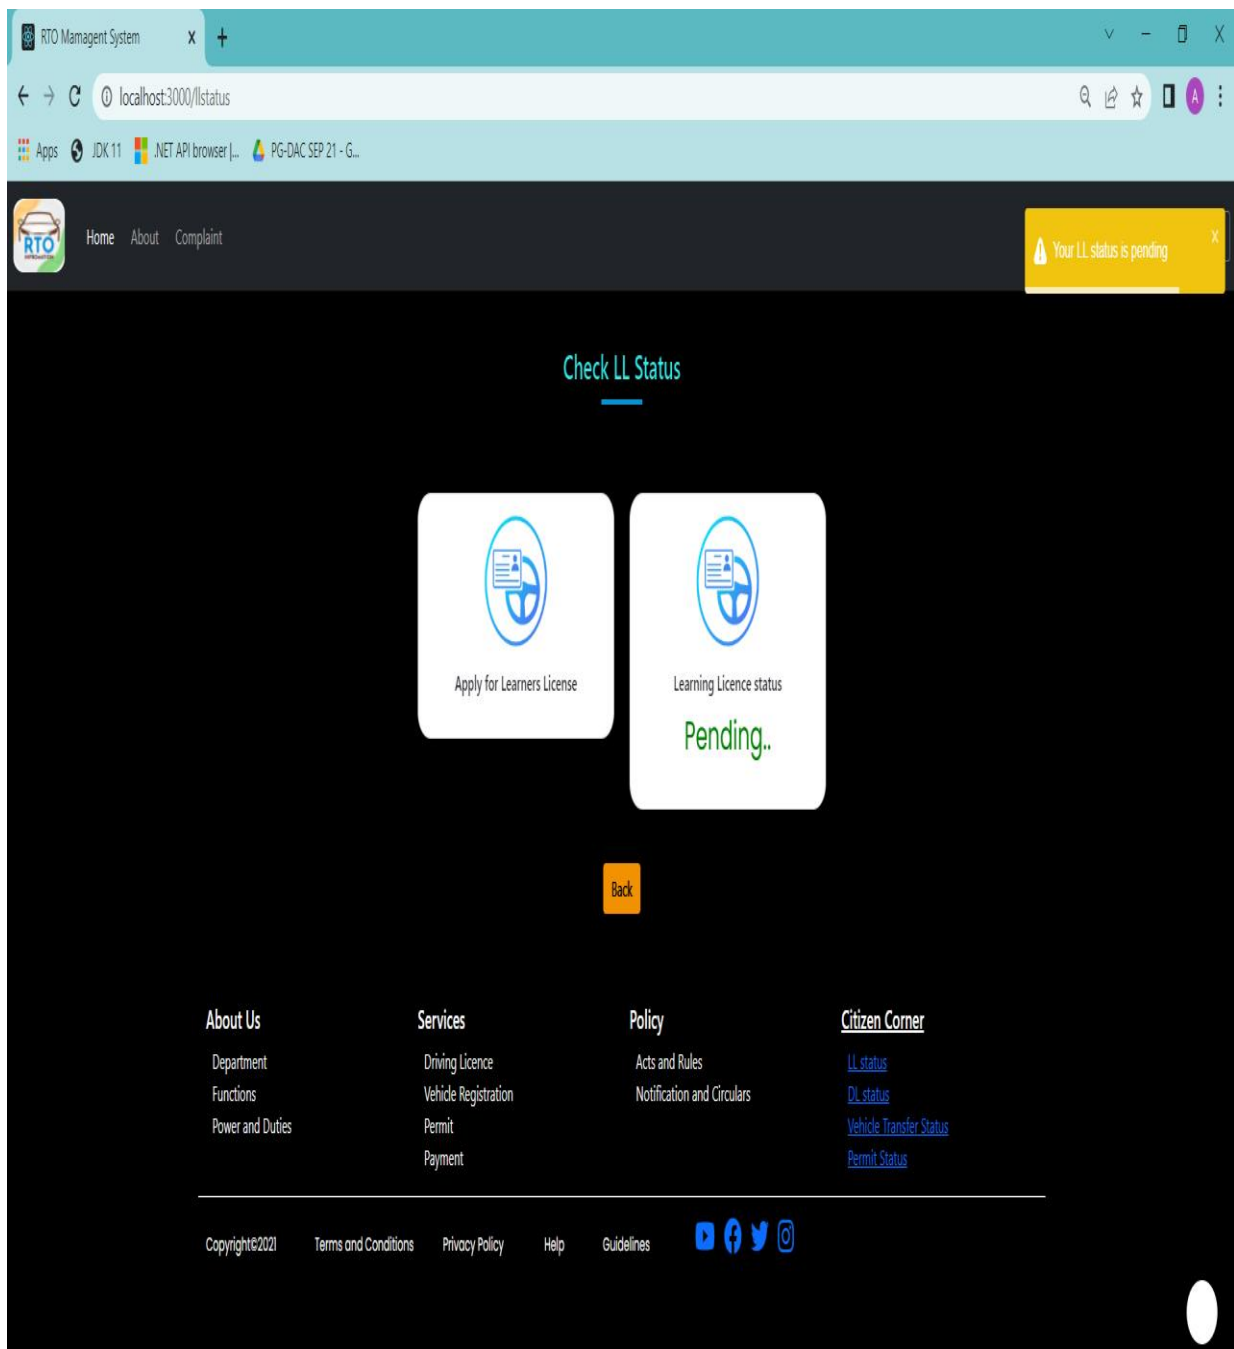 RTO Mamagent System
localhost:3000/llstatus
Apps JDK 11 .NET API browser |... PG-DAC SEP 21 - G...
A
RTO
Home About Complaint
Your LL status is pending
Check LL Status
Apply for Learners License
Learning Licence status
Pending..
Back
About Us Services Policy Citizen Corner
Department Driving Licence Acts and Rules LL status
Functions Vehicle Registration Notification and Circulars DL status
Power and Duties Permit Vehicle Transfer Status
Payment Permit Status
Copyright©2021 Terms and Conditions Privacy Policy Help Guidelines